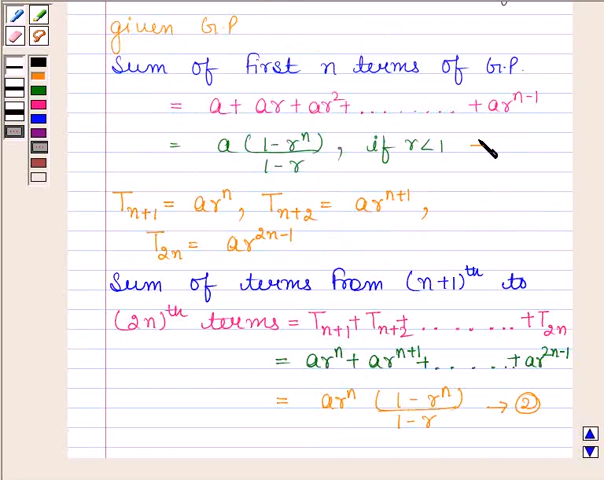 given G.P
Sum of first n terms of G.P.
= a + ar + ar² + ......... + arⁿ⁻¹
= a (1-rⁿ)/(1-r), if r<1 →
Tₙ₊₁ = arⁿ, Tₙ₊₂ = arⁿ⁺¹,
T₂ₙ = ar²ⁿ⁻¹
Sum of terms from (n+1)ᵗʰ to
(2n)ᵗʰ terms = Tₙ₊₁ + Tₙ₊₂ + ....... + T₂ₙ
= arⁿ + arⁿ⁺¹ + ...... + ar²ⁿ⁻¹
= arⁿ (1-rⁿ)/(1-r) → ②